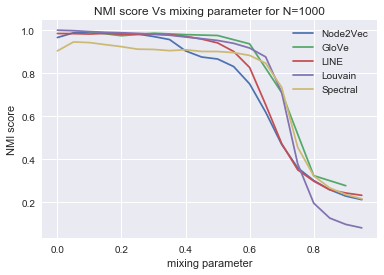 NMI score Vs mixing parameter for N=1000
1.0
0.8
0.6
0.4
0.2
NMI score
Node2Vec
GloVe
LINE
Louvain
Spectral
0.0 0.2 0.4 0.6 0.8
mixing parameter